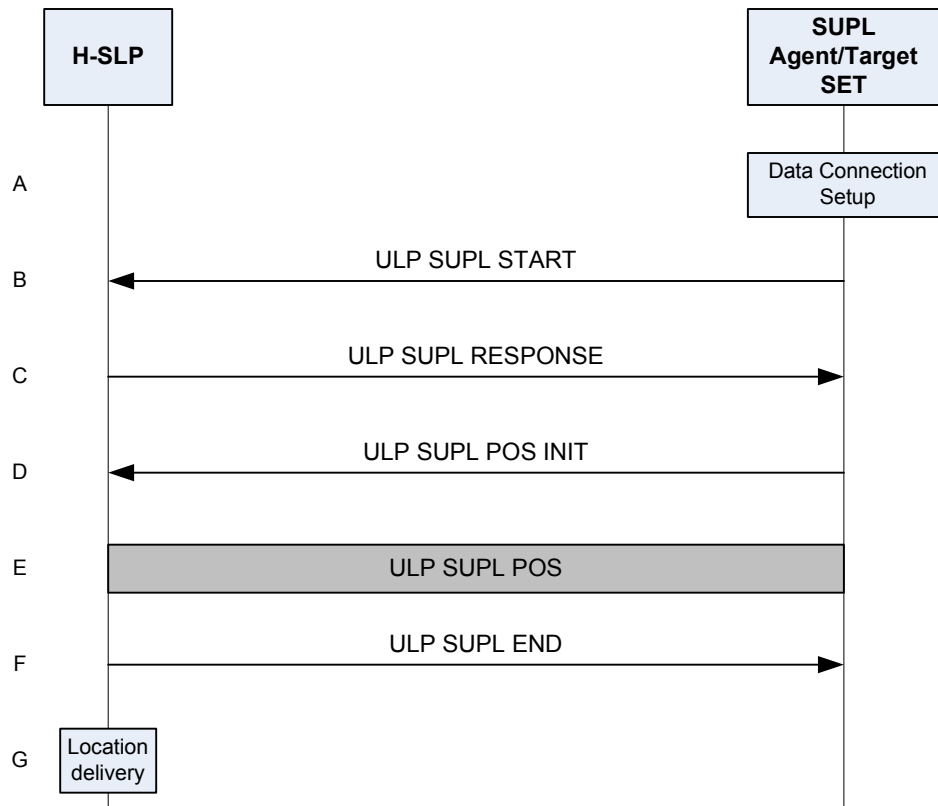 H-SLP
SUPL
Agent/Target
SET
A
Data Connection
Setup
B
ULP SUPL START
C
ULP SUPL RESPONSE
D
ULP SUPL POS INIT
E
ULP SUPL POS
F
ULP SUPL END
G
Location
delivery